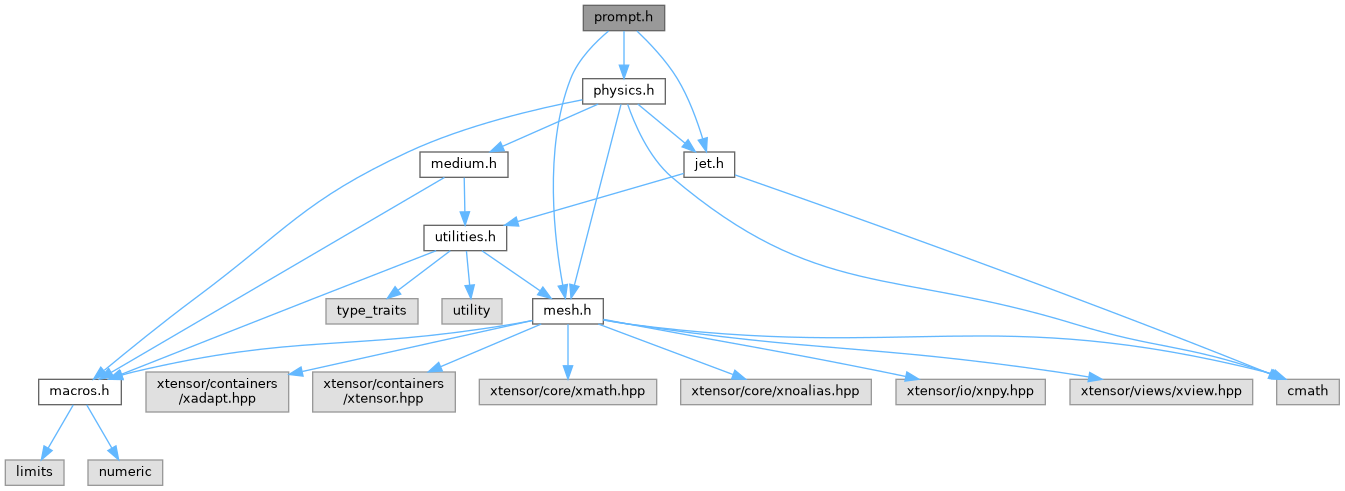 prompt.h
physics.h
medium.h
jet.h
utilities.h
type_traits
utility
mesh.h
macros.h
xtensor/containers
/xadapt.hpp
xtensor/containers
/xtensor.hpp
xtensor/core/xmath.hpp
xtensor/core/xnoalias.hpp
xtensor/io/xnpy.hpp
xtensor/views/xview.hpp
cmath
limits
numeric